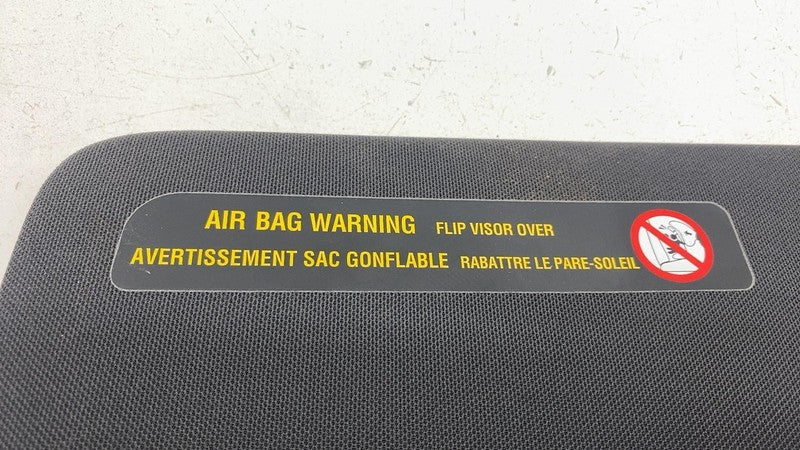 AIR BAG WARNING FLIP VISOR OVER
AVERTISSEMENT SAC GONFLABLE RABATTRE LE PARE-SOLEIL